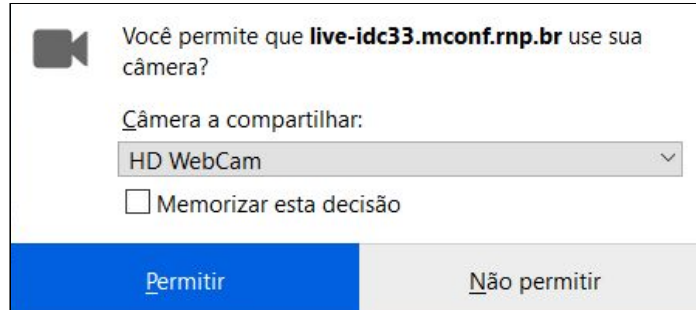 Você permite que live-idc33.mconf.rnp.br use sua
câmera?
Câmera a compartilhar:
HD WebCam
Memorizar esta decisão
Permitir
Não permitir